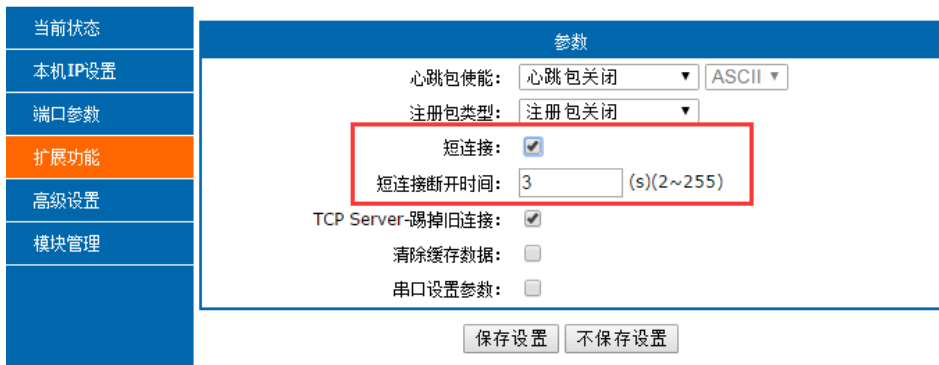 当前状态
本机IP设置
端口参数
扩展功能
高级设置
模块管理
参数
心跳包使能： 心跳包关闭 ASCII
注册包类型： 注册包关闭
短连接：
短连接断开时间： 3 (s)(2~255)
TCP Server-踢掉旧连接：
清除缓存数据：
串口设置参数：
保存设置 不保存设置